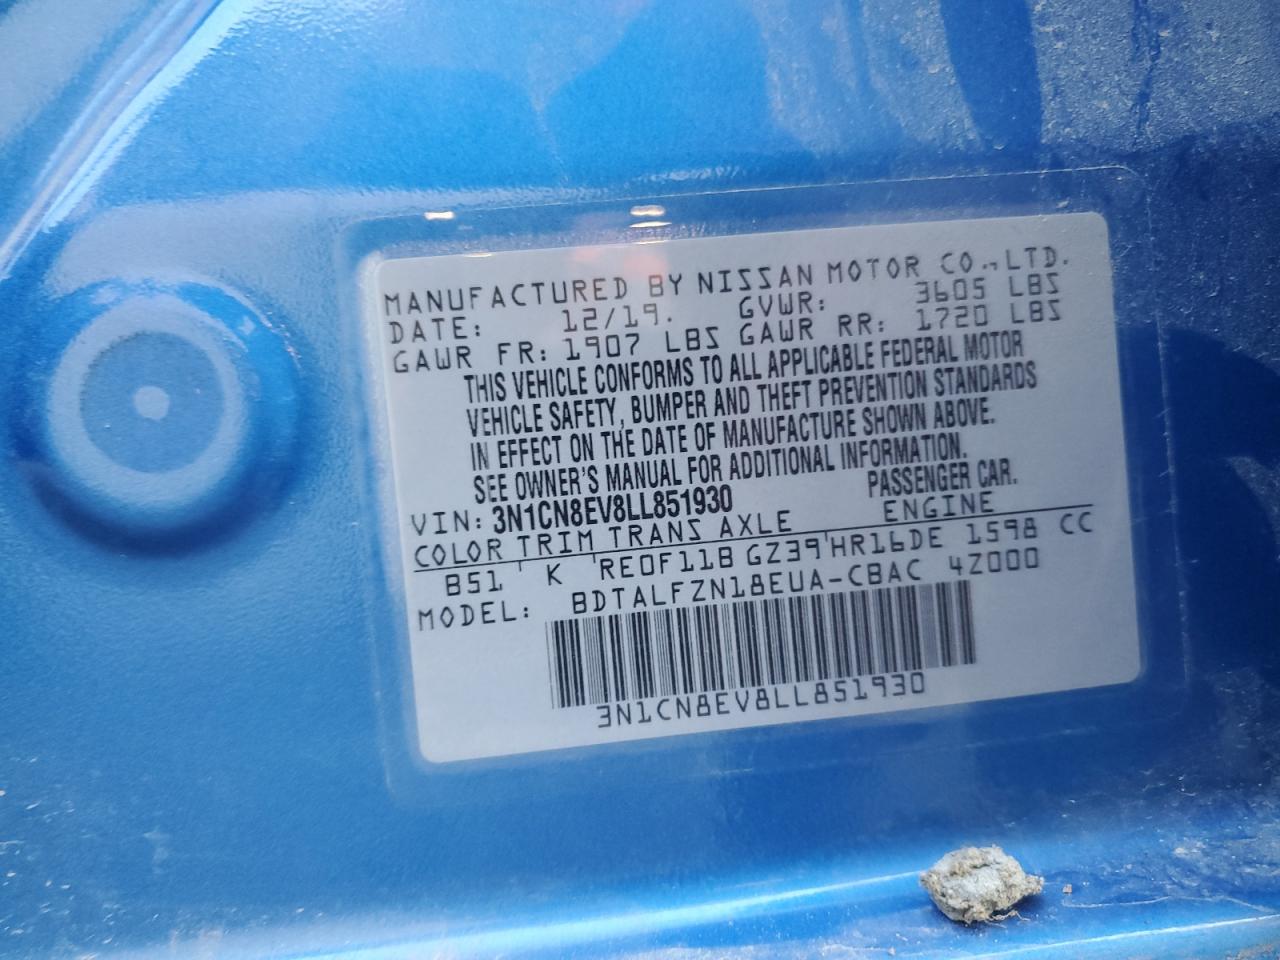 MANUFACTURED BY NISSAN MOTOR CO.,LTD.
DATE: 12/19. GVWR: 3605 LBS
GAWR FR: 1907 LBS GAWR RR: 1720 LBS
THIS VEHICLE CONFORMS TO ALL APPLICABLE FEDERAL MOTOR
VEHICLE SAFETY, BUMPER AND THEFT PREVENTION STANDARDS
IN EFFECT ON THE DATE OF MANUFACTURE SHOWN ABOVE.
SEE OWNER'S MANUAL FOR ADDITIONAL INFORMATION.
VIN: 3N1CN8EV8LL851930 PASSENGER CAR.
COLOR TRIM TRANS AXLE ENGINE
B51 K RE0F11B GZ39 HR16DE 1598 CC
MODEL: BDTALFZN18EUA-CBAC 4Z000
3N1CN8EV8LL851930